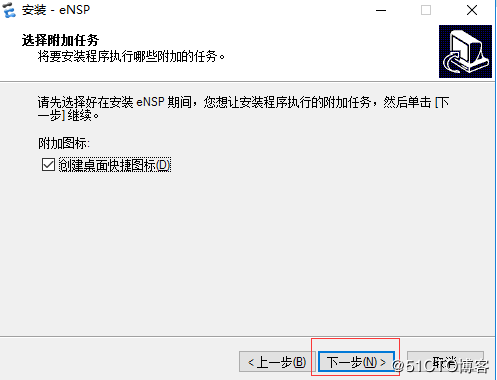 安装 - eNSP
选择附加任务
将要安装程序执行哪些附加的任务。
请先选择好在安装 eNSP 期间，您想让安装程序执行的附加任务，然后单击 [下
一步] 继续。
附加图标:
创建桌面快捷图标(D)
< 上一步(B)
下一步(N) >
取消
@51CTO博客